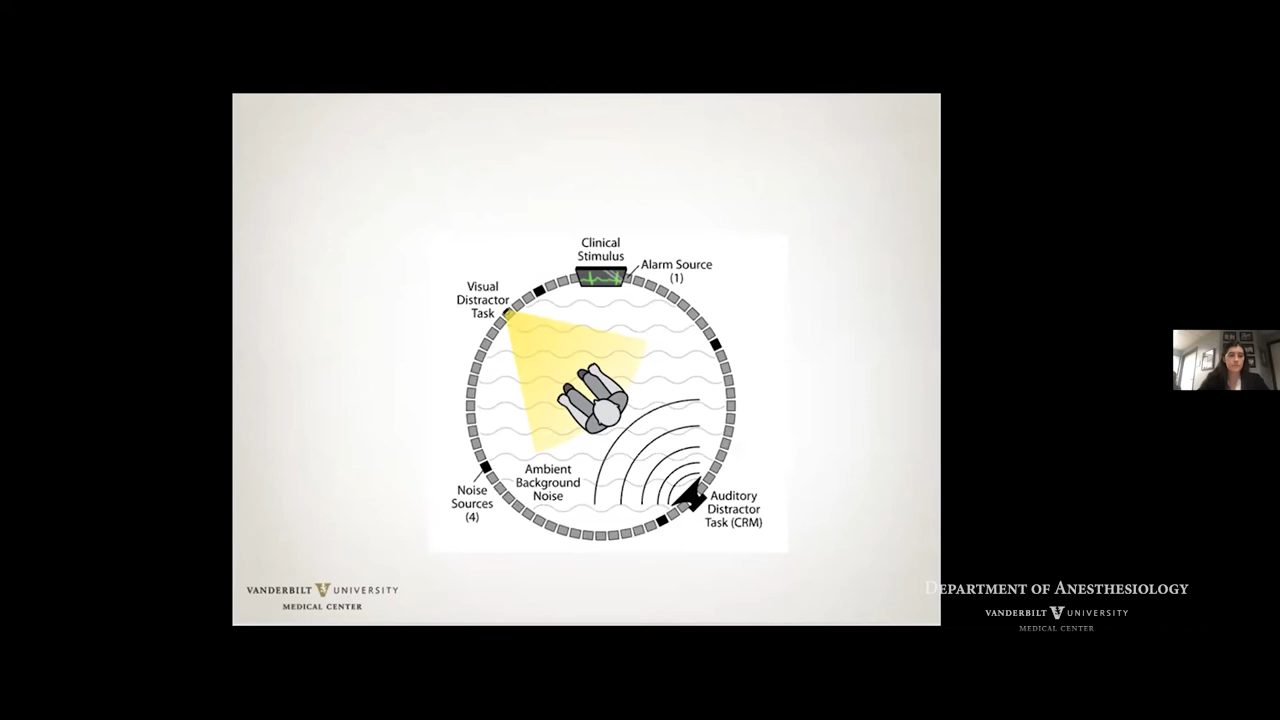 Clinical
Stimulus
Alarm Source
(1)
Visual
Distractor
Task
Ambient
Background
Noise
Noise
Sources
(4)
Auditory
Distractor
Task (CRM)
VANDERBILT V UNIVERSITY
MEDICAL CENTER
DEPARTMENT OF ANESTHESIOLOGY
VANDERBILT V UNIVERSITY
MEDICAL CENTER